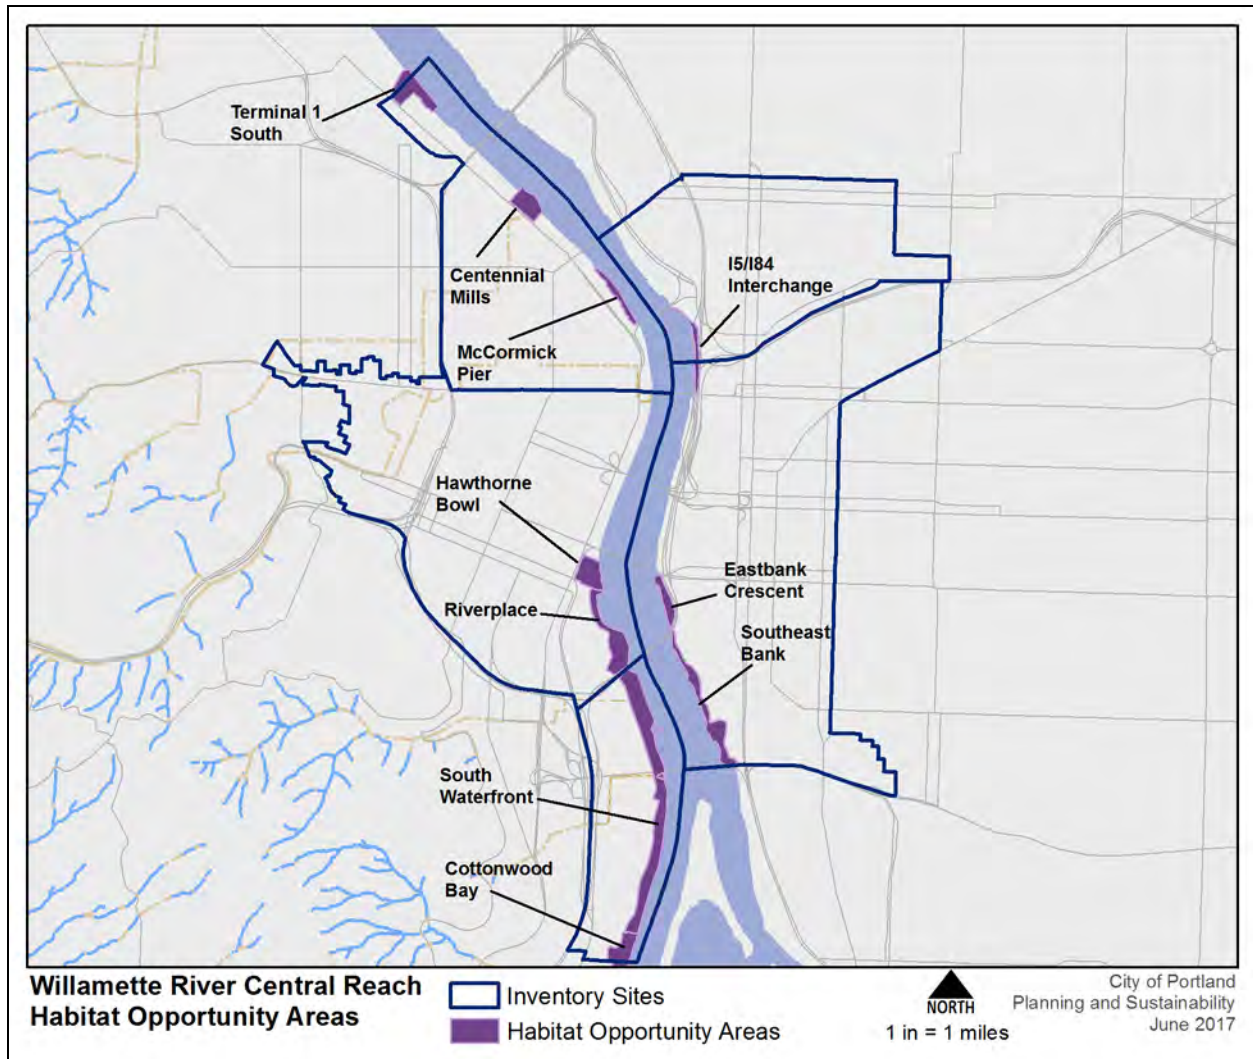 Terminal 1
South
Centennial
Mills
I5/I84
Interchange
McCormick
Pier
Hawthorne
Bowl
Eastbank
Crescent
Riverplace
Southeast
Bank
South
Waterfront
Cottonwood
Bay
Willamette River Central Reach
Habitat Opportunity Areas
Inventory Sites
Habitat Opportunity Areas
NORTH
1 in = 1 miles
City of Portland
Planning and Sustainability
June 2017